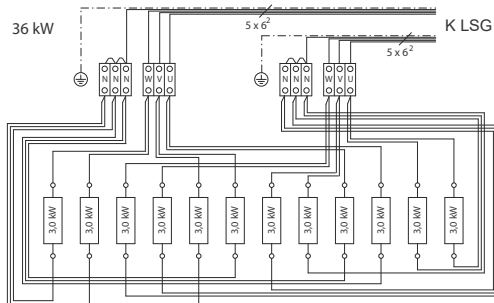 36 kW
5 x 6²
K LSG
5 x 6²
N N N W V U
N N N W V U
3,0 kW 3,0 kW 3,0 kW 3,0 kW 3,0 kW 3,0 kW 3,0 kW 3,0 kW 3,0 kW 3,0 kW 3,0 kW 3,0 kW